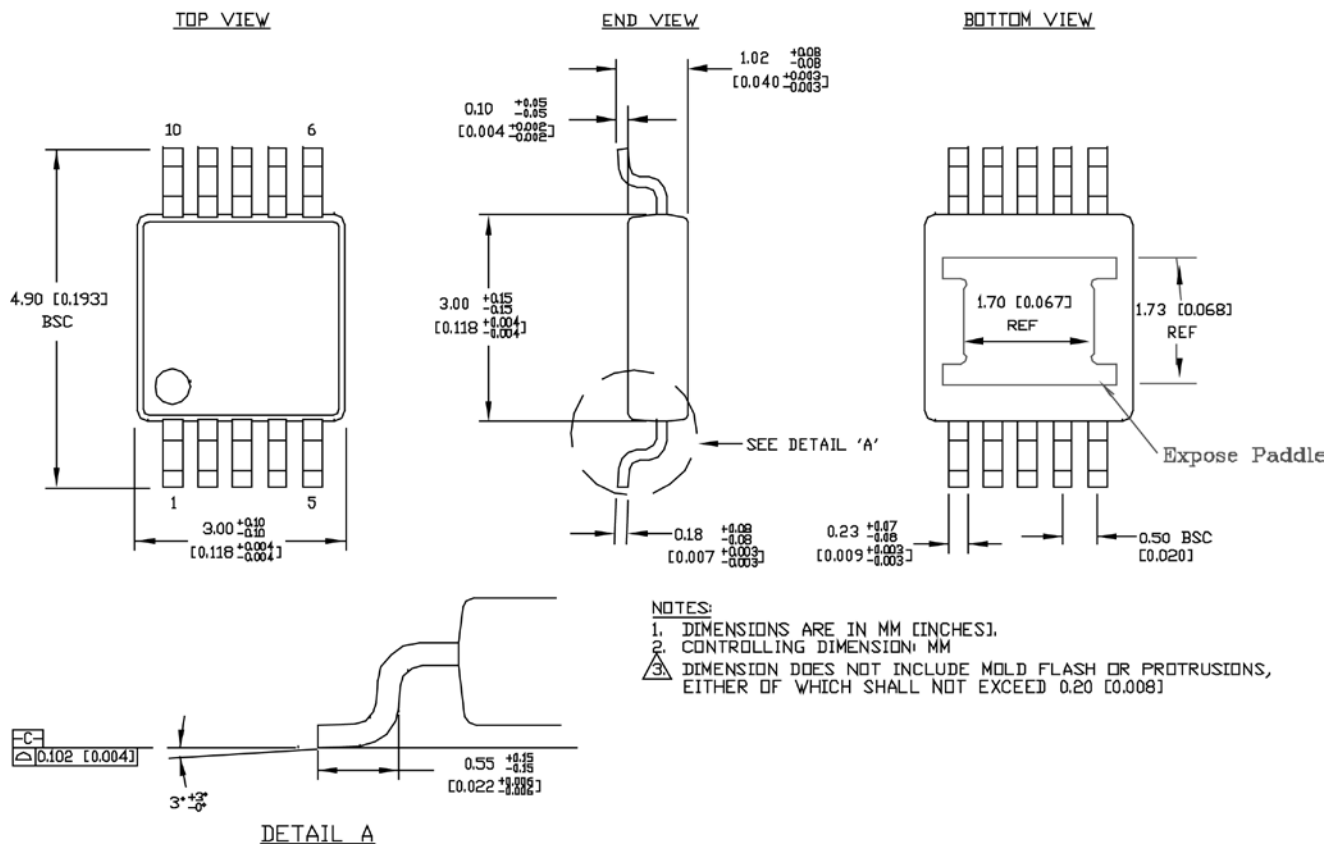 TOP VIEW
END VIEW
BOTTOM VIEW
1.02 +0.08 -0.08
[0.040 +0.003 -0.003]
0.10 +0.05 -0.05
[0.004 +0.002 -0.002]
10
6
4.90 [0.193]
BSC
3.00 +0.15 -0.15
[0.118 +0.004 -0.004]
1.70 [0.067]
REF
1.73 [0.068]
REF
SEE DETAIL 'A'
Expose Paddle
1
5
3.00 +0.10 -0.10
[0.118 +0.004 -0.004]
0.18 +0.08 -0.08
[0.007 +0.003 -0.003]
0.23 +0.07 -0.08
[0.009 +0.003 -0.003]
0.50 BSC
[0.020]
NOTES:
1. DIMENSIONS ARE IN MM [INCHES].
2. CONTROLLING DIMENSION: MM
3. DIMENSION DOES NOT INCLUDE MOLD FLASH OR PROTRUSIONS,
EITHER OF WHICH SHALL NOT EXCEED 0.20 [0.008]
-C-
⌓ 0.102 [0.004]
0.55 +0.15 -0.15
[0.022 +0.006 -0.006]
3° +3° -0°
DETAIL A